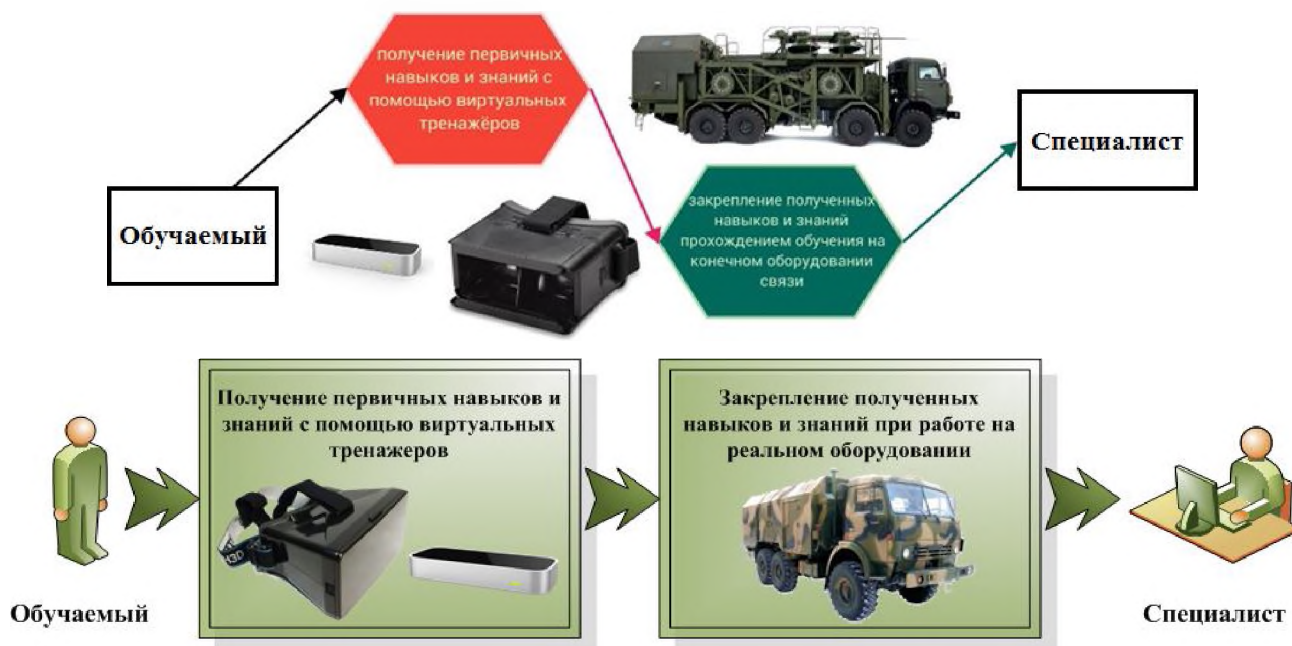 получение первичных
навыков и знаний с
помощью виртуальных
тренажёров
Специалист
Обучаемый
закрепление полученных
навыков и знаний
прохождением обучения на
конечном оборудовании
связи
Получение первичных навыков и
знаний с помощью виртуальных
тренажеров
Закрепление полученных
навыков и знаний при работе на
реальном оборудовании
H3D
Обучаемый
Специалист